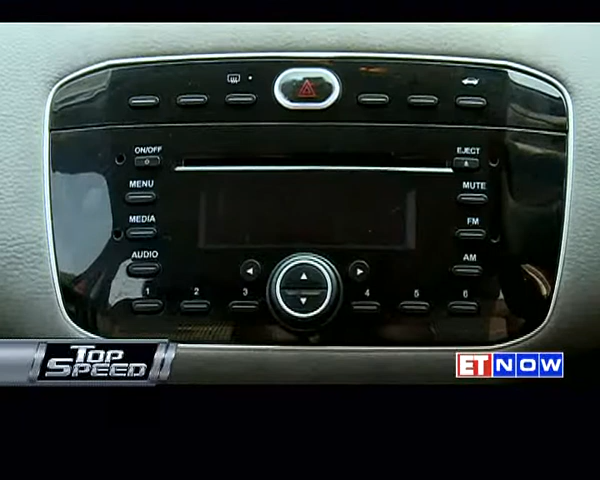 ON/OFF
EJECT
MENU
MUTE
MEDIA
FM
AUDIO
AM
1 2 3 4 5 6
TOP
SPEED
ET NOW